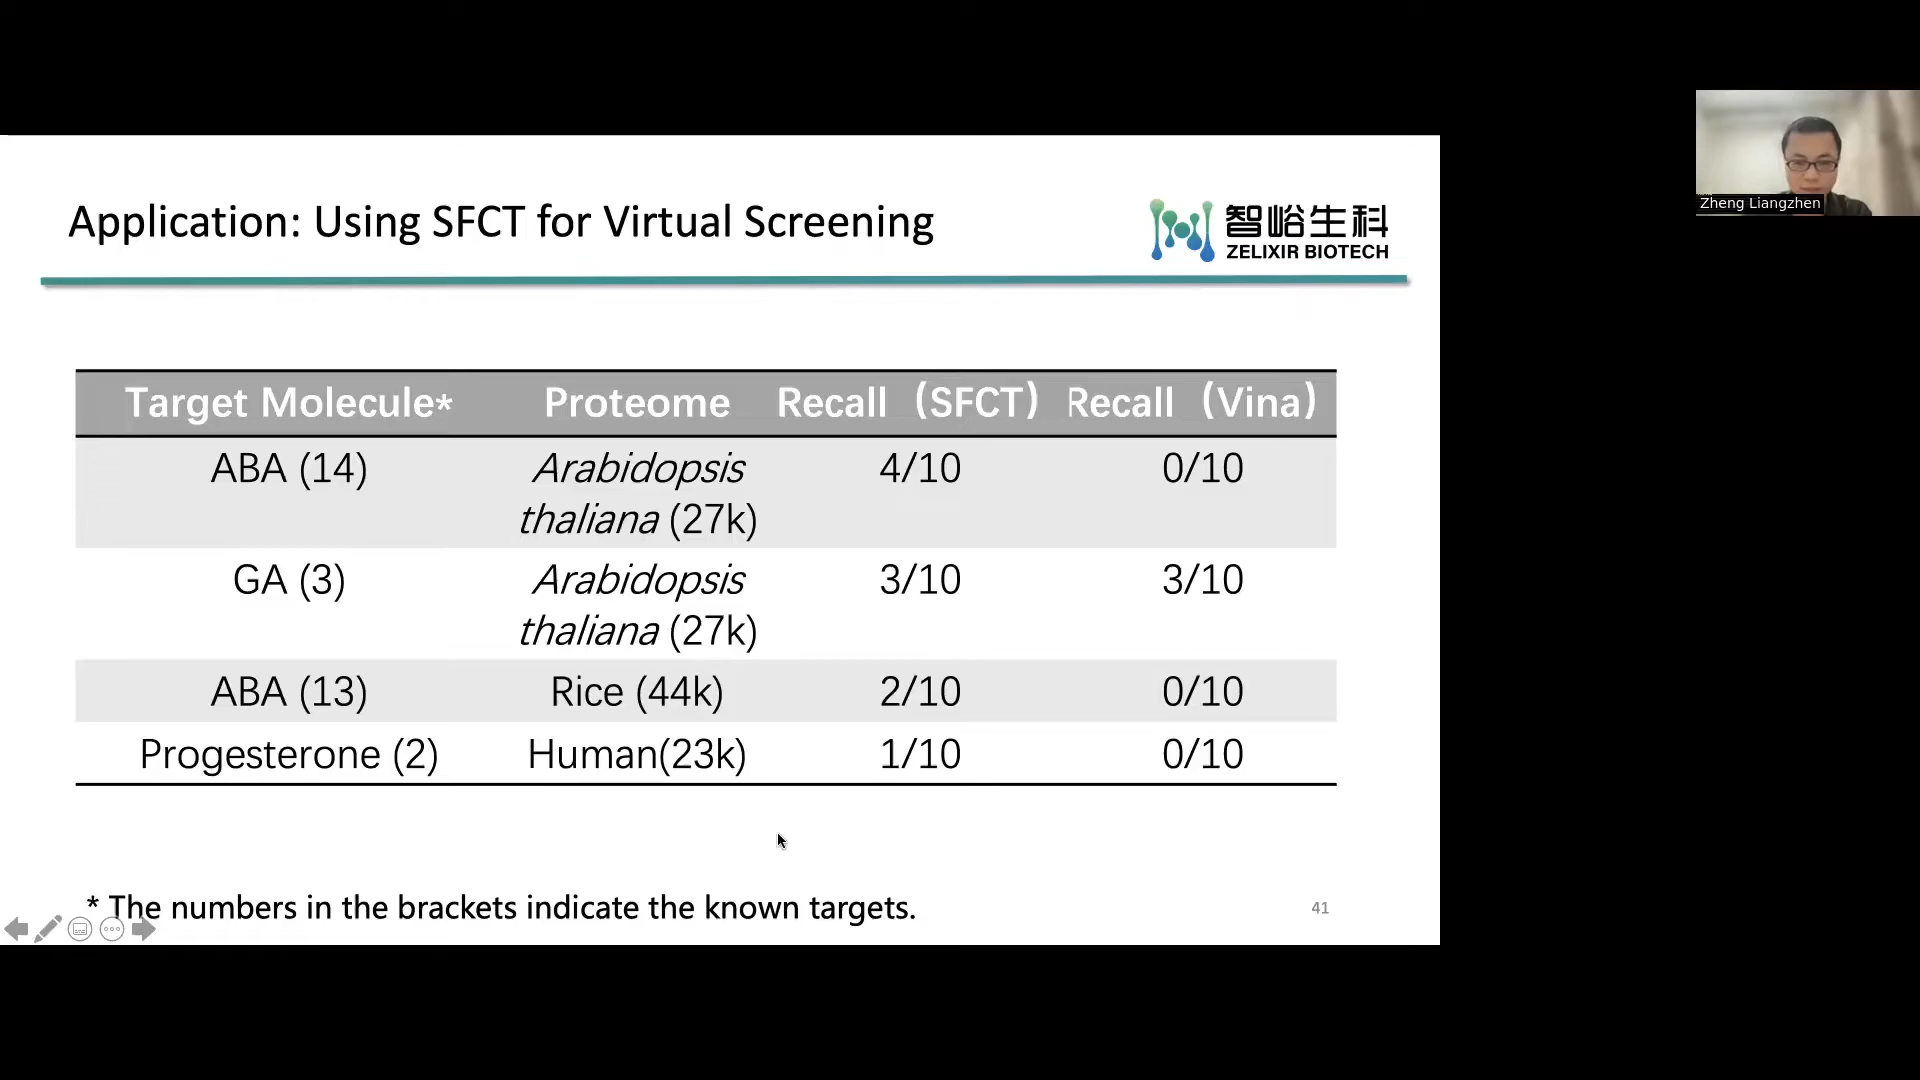 Application: Using SFCT for Virtual Screening
智峪生科
ZELIXIR BIOTECH
Zheng Liangzhen
Target Molecule* Proteome Recall（SFCT） Recall（Vina）
ABA (14) Arabidopsis thaliana (27k) 4/10 0/10
GA (3) Arabidopsis thaliana (27k) 3/10 3/10
ABA (13) Rice (44k) 2/10 0/10
Progesterone (2) Human(23k) 1/10 0/10
* The numbers in the brackets indicate the known targets.
41